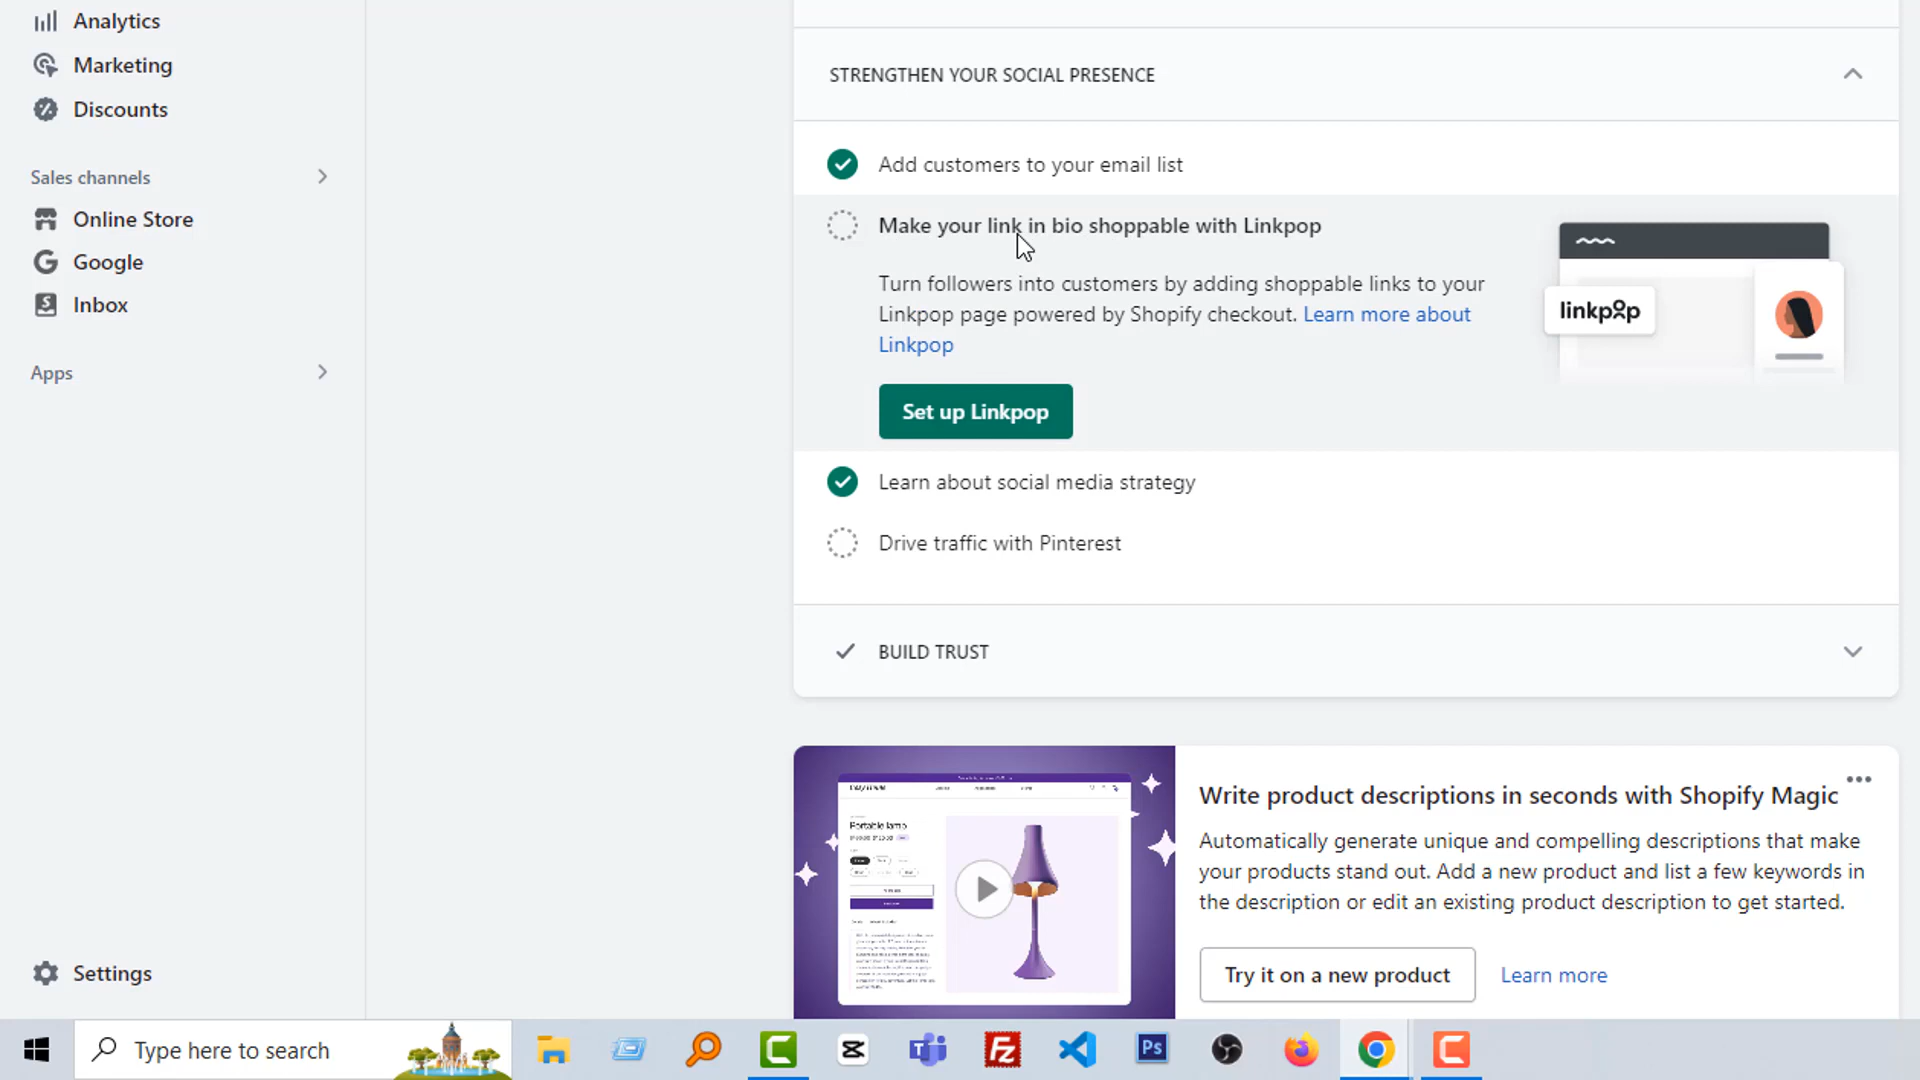 Analytics
Marketing
Discounts
Sales channels
Online Store
Google
Inbox
Apps
Settings
STRENGTHEN YOUR SOCIAL PRESENCE
Add customers to your email list
Make your link in bio shoppable with Linkpop
Turn followers into customers by adding shoppable links to your
Linkpop page powered by Shopify checkout. Learn more about
Linkpop
Set up Linkpop
linkpop
Learn about social media strategy
Drive traffic with Pinterest
BUILD TRUST
Portable lamp
Write product descriptions in seconds with Shopify Magic
Automatically generate unique and compelling descriptions that make
your products stand out. Add a new product and list a few keywords in
the description or edit an existing product description to get started.
Try it on a new product
Learn more
Type here to search
Ps